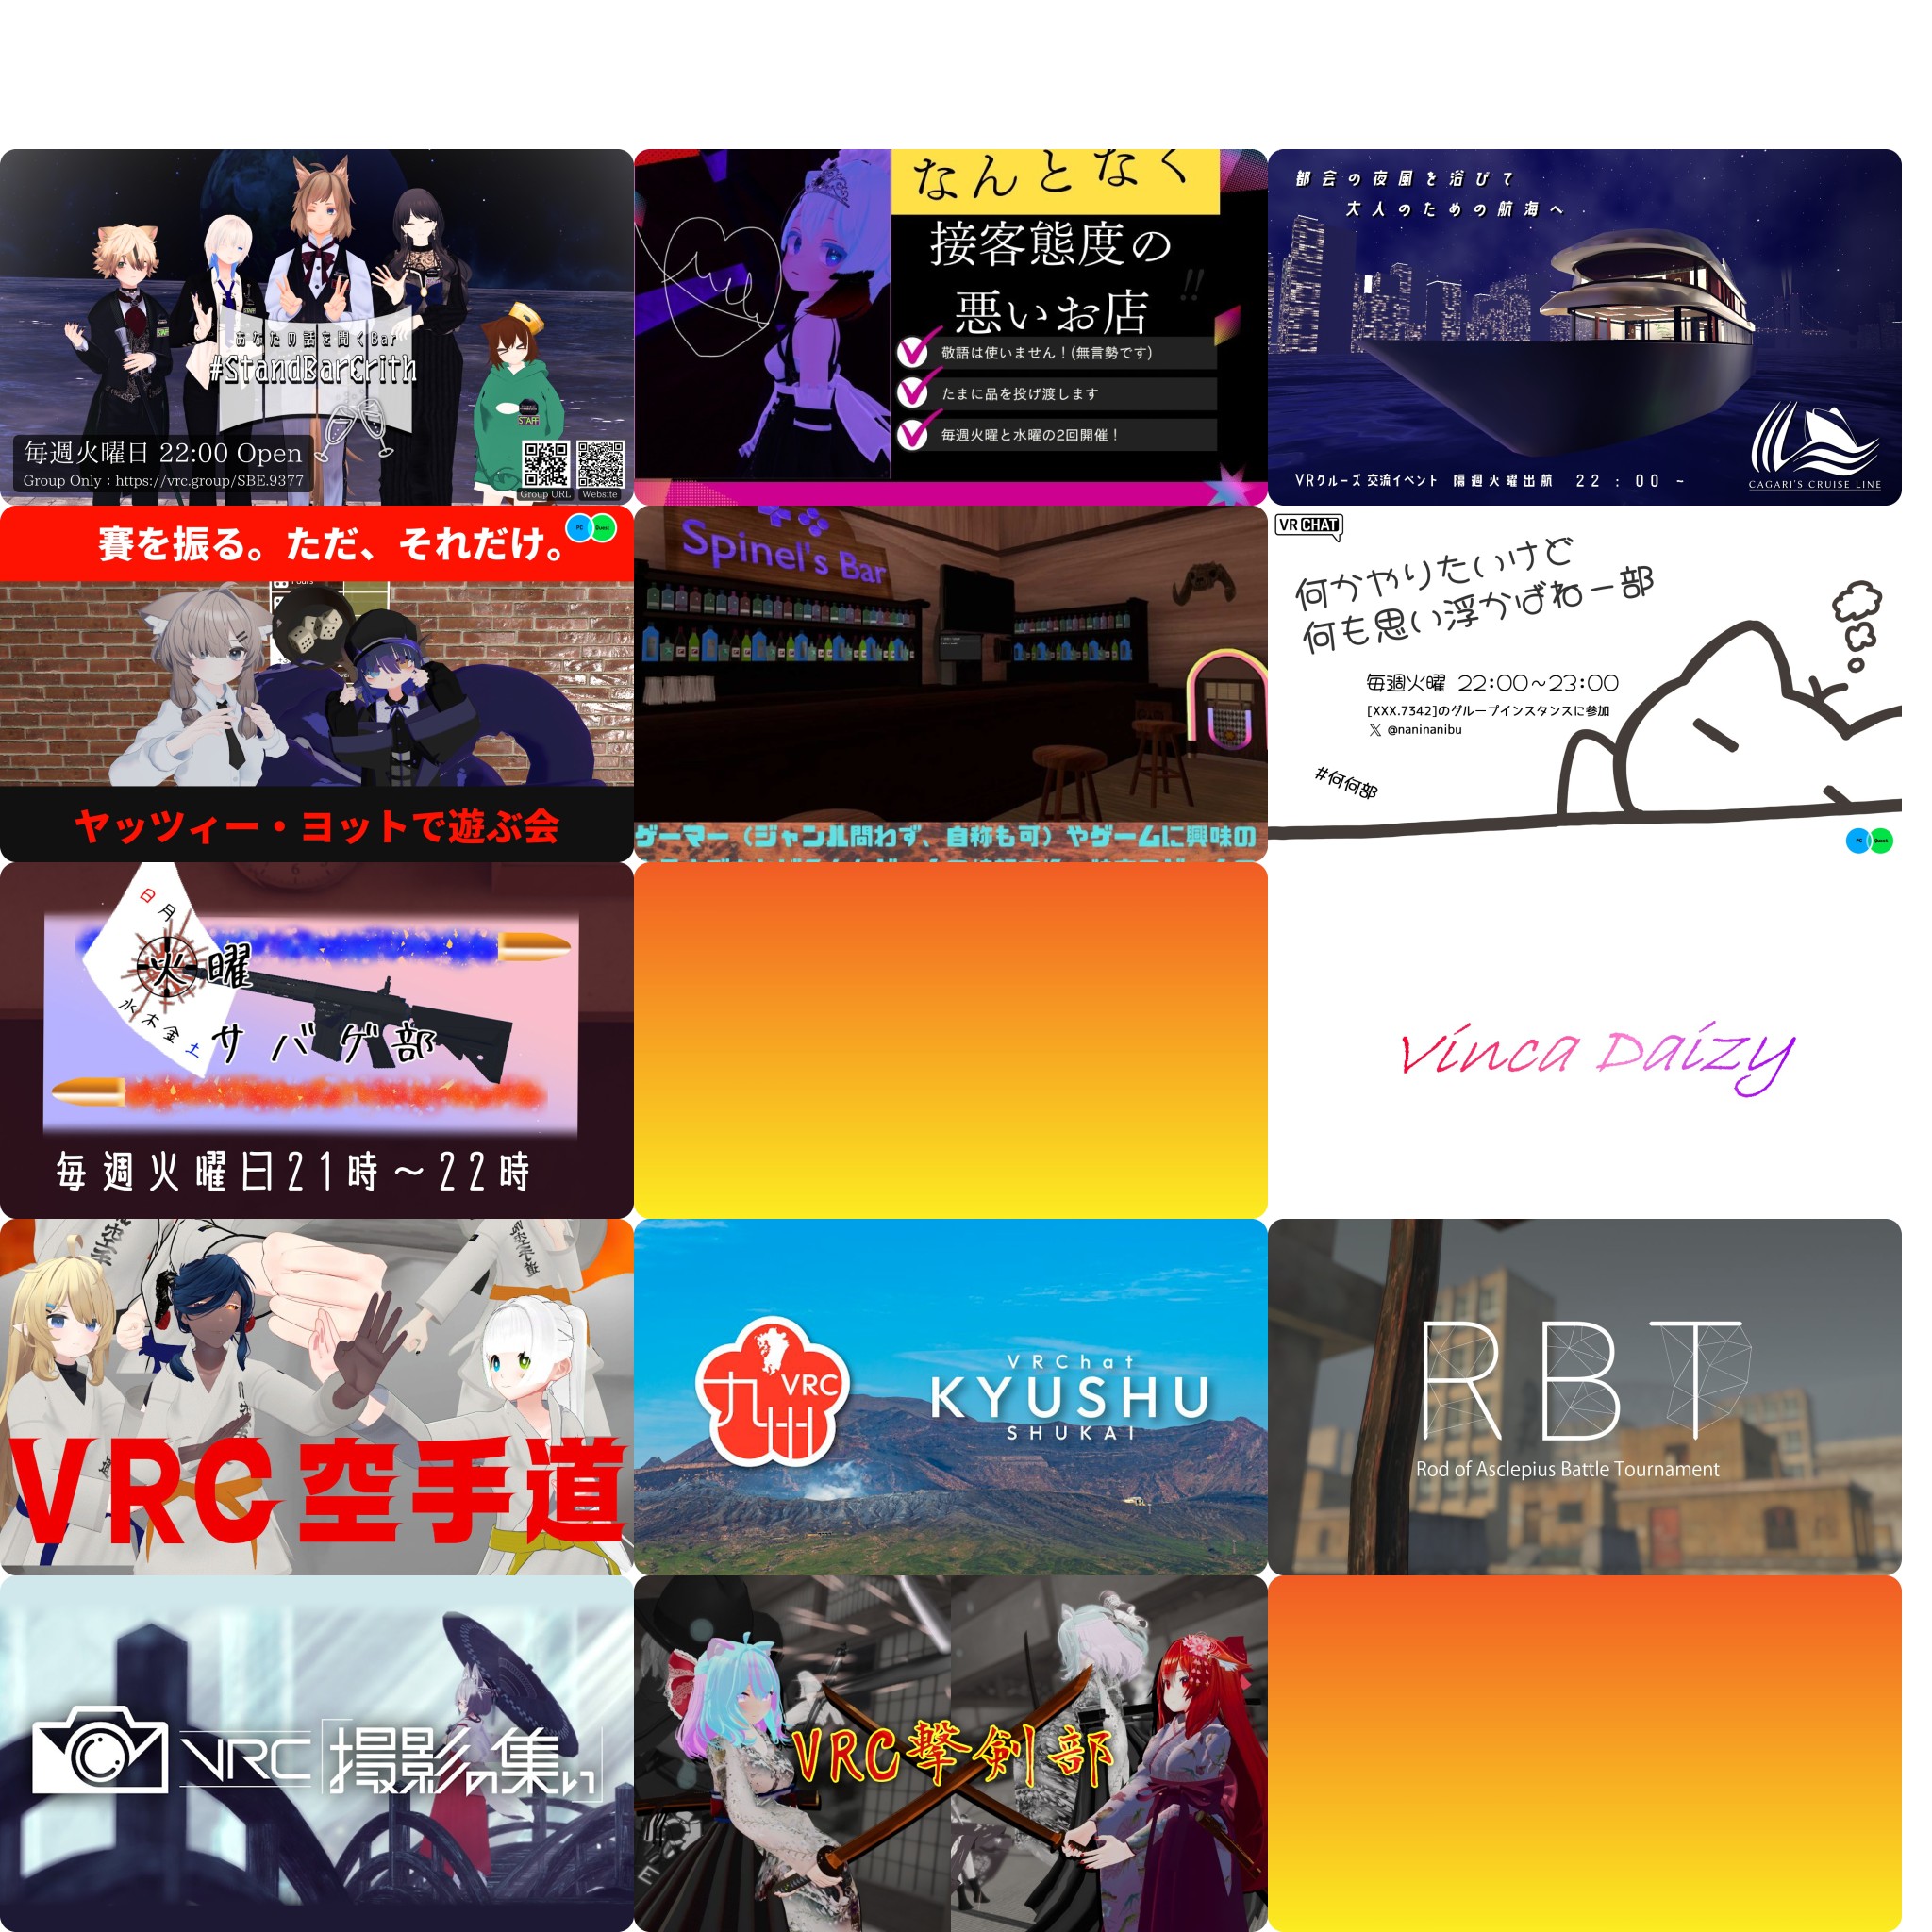 あなたの話を聞くBar
#StandBarCrith
毎週火曜日 22:00 Open
Group Only : https://vrc.group/SBE.9377
STAFF
Group URL
Website
なんとなく
接客態度の
悪いお店
!!
敬語は使いません！(無言勢です)
たまに品を投げ渡します
毎週火曜と水曜の2回開催！
都会の夜風を浴びて
大人のための航海へ
VRクルーズ交流イベント 隔週火曜出航 22:00 ~
CAGARI'S CRUISE LINE
賽を振る。ただ、それだけ。
PC Quest
ヤッツィー・ヨットで遊ぶ会
Spinel's Bar
ゲーマー（ジャンル問わず、自称も可）やゲームに興味の
VRCHAT
何かやりたいけど
何も思い浮かばねー部
毎週火曜 22:00~23:00
[XXX.7342]のグループインスタンスに参加
X @naninanibu
#何何部
PC Quest
日月
火曜
水木金土
サバゲ部
毎週火曜日21時～22時
Vinca Daizy
空手
VRC空手道
九州
VRC
VRChat
KYUSHU
SHUKAI
RBT
Rod of Asclepius Battle Tournament
VRC「撮影の集い」
VRC撃剣部